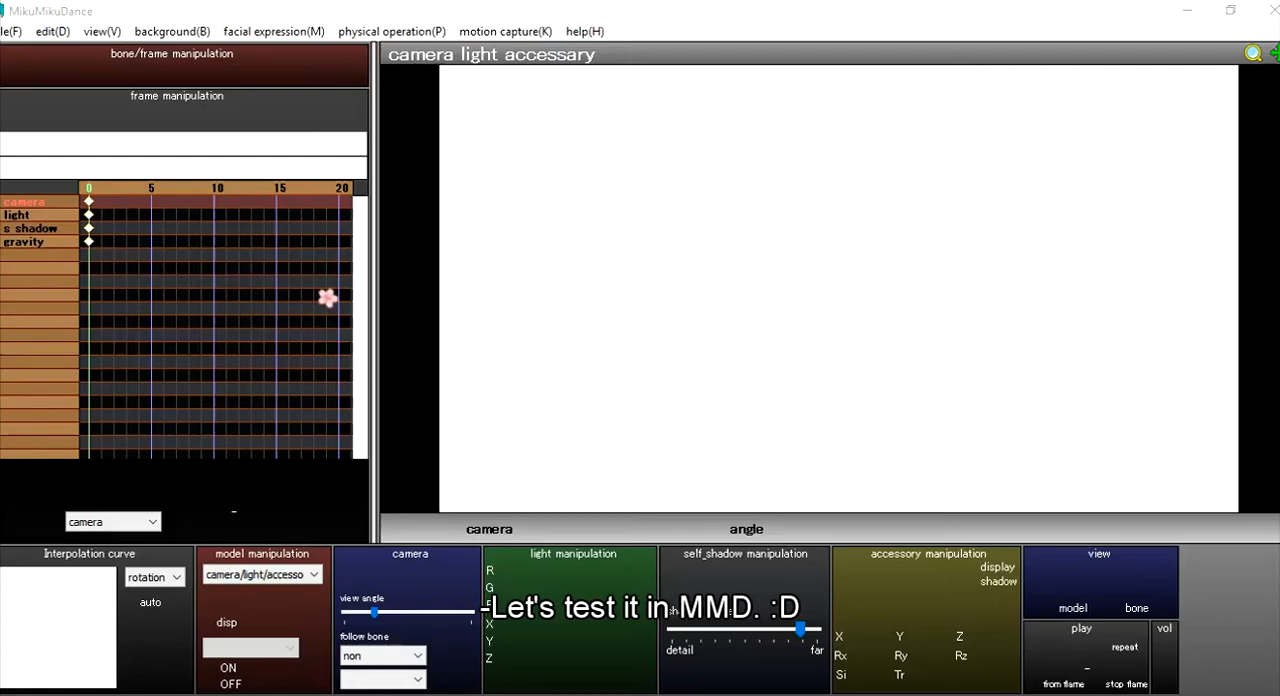 MikuMikuDance
le(F) edit(D) view(V) background(B) facial expression(M) physical operation(P) motion capture(K) help(H)
bone/frame manipulation
camera light accessary
frame manipulation
0 5 10 15 20
camera
light
s shadow
gravity
camera
camera angle
Interpolation curve
rotation
auto
model manipulation
camera/light/accesso
disp
ON
OFF
camera
view angle
follow bone
non
light manipulation
R
G
X
Y
Z
-Let's test it in MMD. :D
self_shadow manipulation
detail far
accessory manipulation
display
shadow
X Y Z
Rx Ry Rz
Si Tr
view
model bone
play
repeat
from flame stop flame
vol